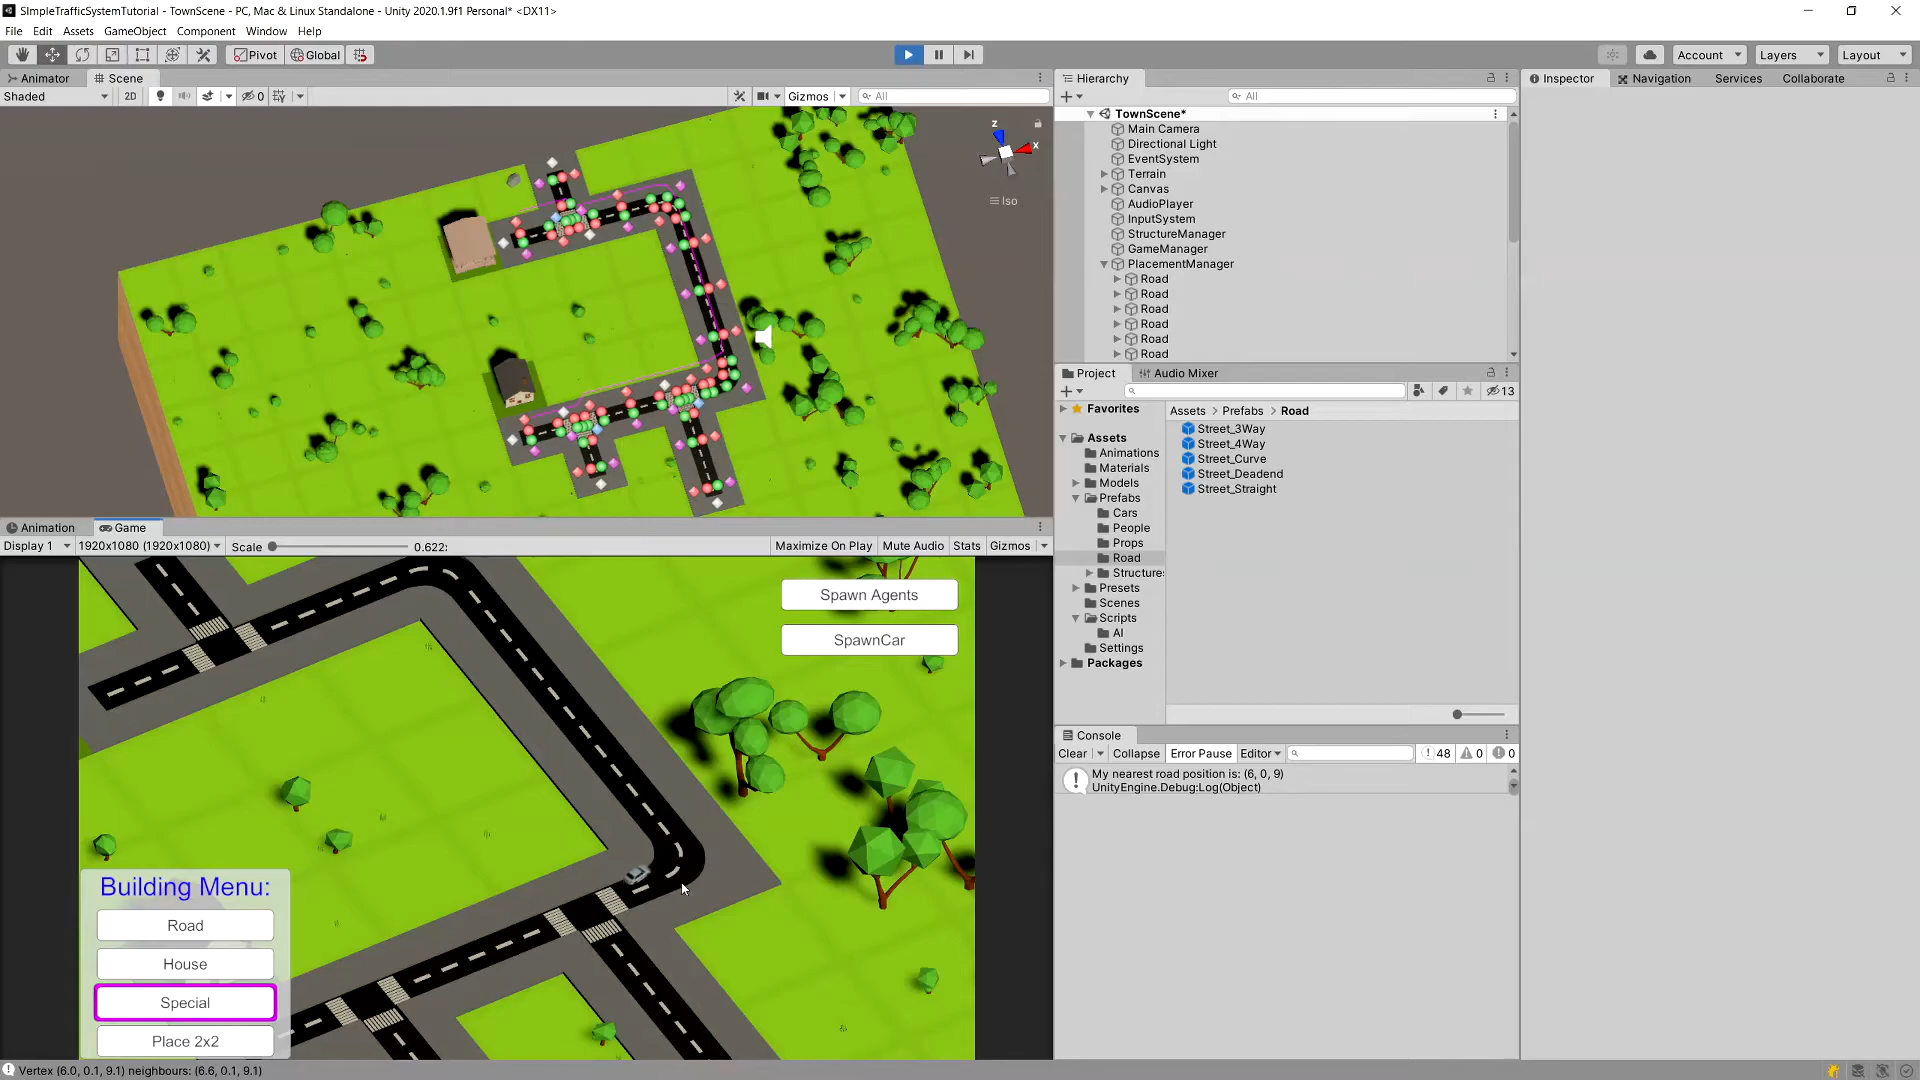 SImpleTrafficSystemTutorial - TownScene - PC, Mac & Linux Standalone - Unity 2020.1.9f1 Personal* <DX11>
File Edit Assets GameObject Component Window Help
Pivot Global Account Layers Layout
Animator Scene
Shaded 2D 0 Gizmos All
z
x
Iso
Hierarchy
All
TownScene*
Main Camera
Directional Light
EventSystem
Terrain
Canvas
AudioPlayer
InputSystem
StructureManager
GameManager
PlacementManager
Road
Road
Road
Road
Road
Road
Inspector Navigation Services Collaborate
Project Audio Mixer
13
Favorites
Assets
Animations
Materials
Models
Prefabs
Cars
People
Props
Road
Structure
Presets
Scenes
Scripts
AI
Settings
Packages
Assets > Prefabs > Road
Street_3Way
Street_4Way
Street_Curve
Street_Deadend
Street_Straight
Animation Game
Display 1 1920x1080 (1920x1080) Scale 0.622: Maximize On Play Mute Audio Stats Gizmos
Spawn Agents
SpawnCar
Building Menu:
Road
House
Special
Place 2x2
Console
Clear Collapse Error Pause Editor 48 0 0
My nearest road position is: (6, 0, 9)
UnityEngine.Debug:Log(Object)
Vertex (6.0, 0.1, 9.1) neighbours: (6.6, 0.1, 9.1)